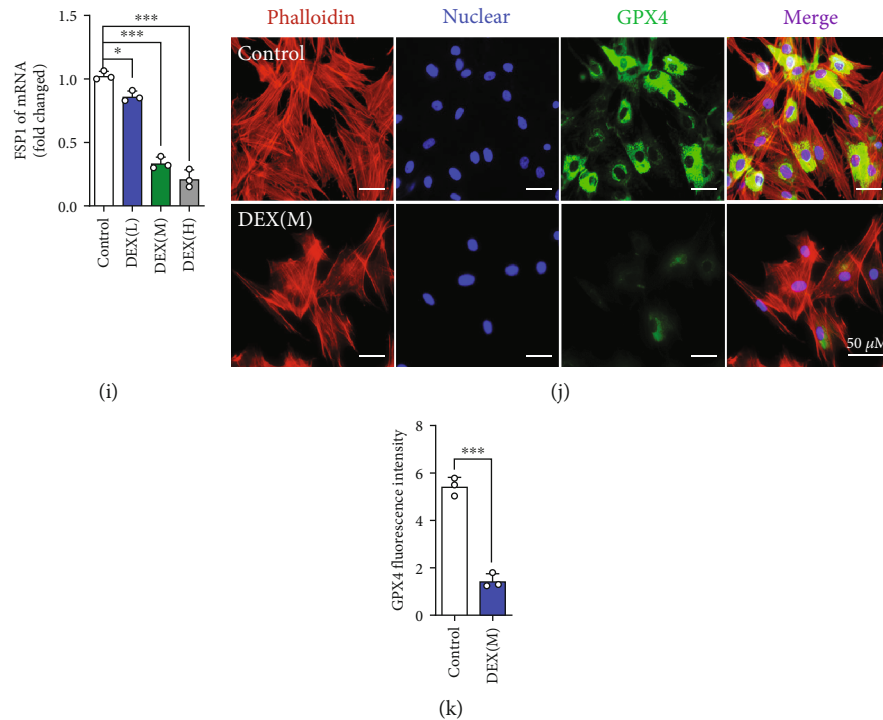 ***
***
*
1.5
1.0
0.5
0.0
FSP1 of mRNA
(fold changed)
Control
DEX(L)
DEX(M)
DEX(H)
(i)
Phalloidin
Nuclear
GPX4
Merge
Control
DEX(M)
50 μM
(j)
8
6
4
2
0
***
GPX4 fluorescence intensity
Control
DEX(M)
(k)